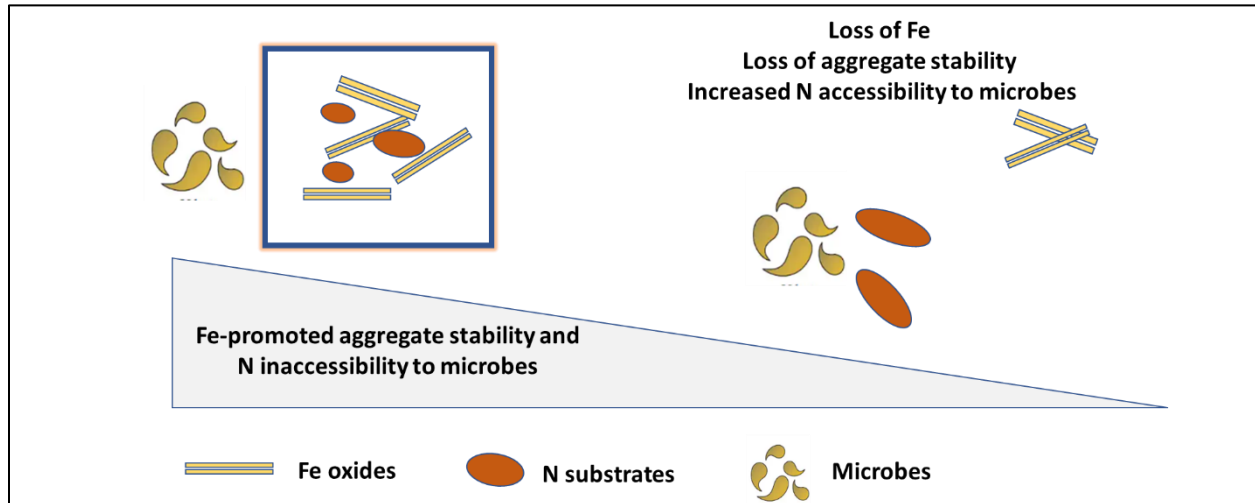 Loss of Fe
Loss of aggregate stability
Increased N accessibility to microbes
Fe-promoted aggregate stability and
N inaccessibility to microbes
Fe oxides
N substrates
Microbes